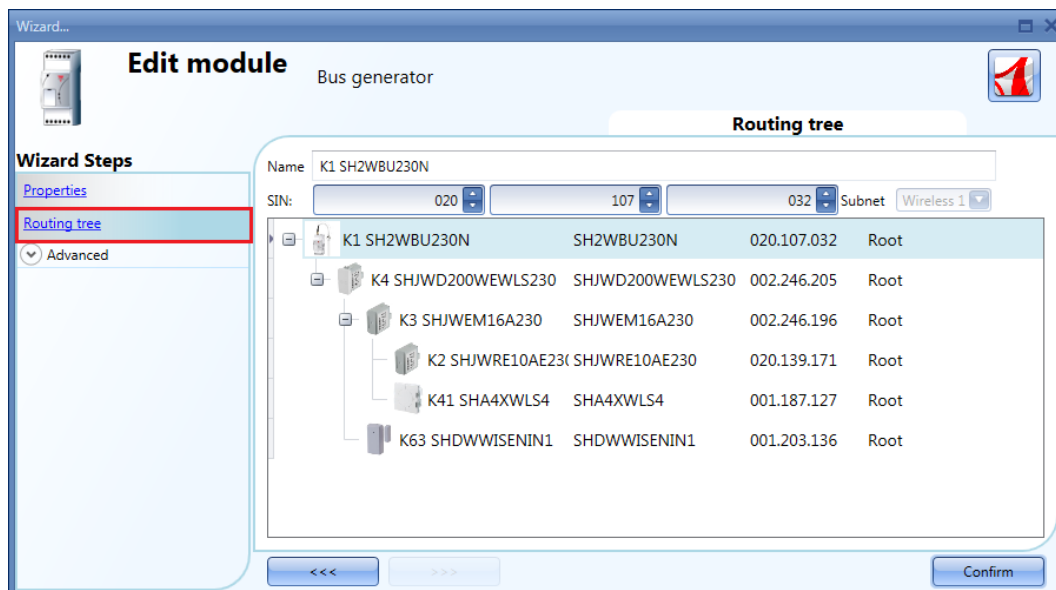 Wizard...
Edit module
Bus generator
Routing tree
Wizard Steps
Properties
Routing tree
Advanced
Name K1 SH2WBU230N
SIN: 020 107 032 Subnet Wireless 1
K1 SH2WBU230N SH2WBU230N 020.107.032 Root
K4 SHJWD200WEWLS230 SHJWD200WEWLS230 002.246.205 Root
K3 SHJWEM16A230 SHJWEM16A230 002.246.196 Root
K2 SHJWRE10AE23( SHJWRE10AE230 020.139.171 Root
K41 SHA4XWLS4 SHA4XWLS4 001.187.127 Root
K63 SHDWWISENIN1 SHDWWISENIN1 001.203.136 Root
<<< >>> Confirm